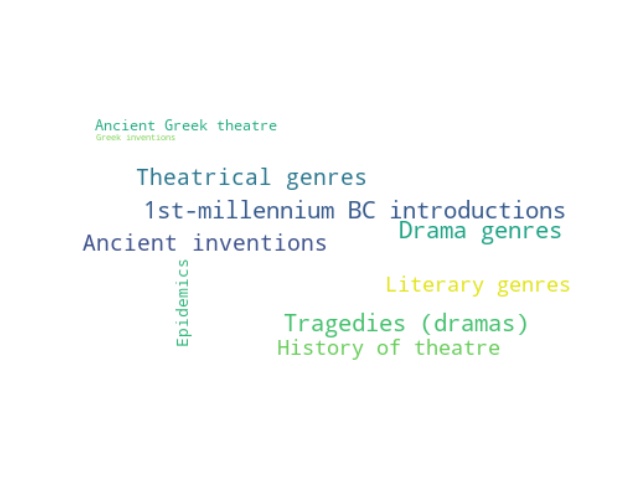 Ancient Greek theatre
Greek inventions
Theatrical genres
1st-millennium BC introductions
Drama genres
Ancient inventions
Epidemics
Literary genres
Tragedies (dramas)
History of theatre